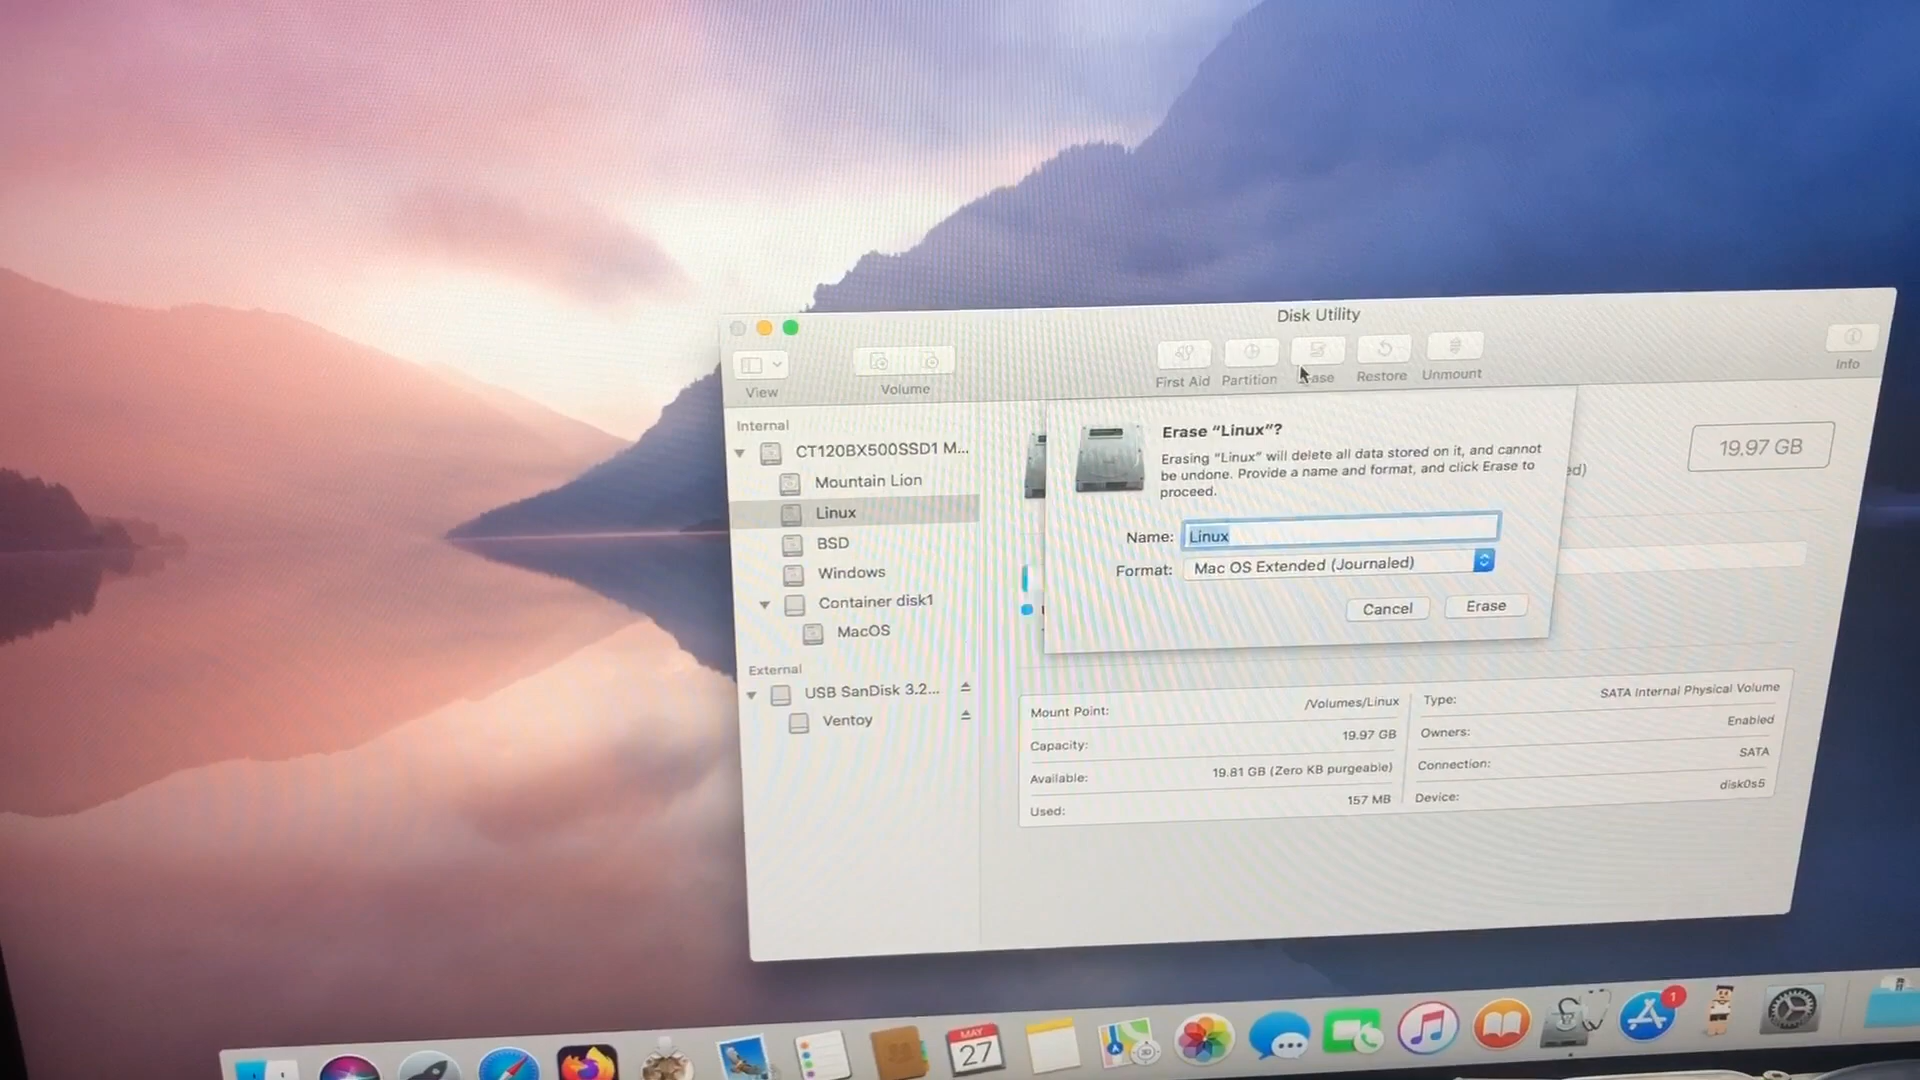 Disk Utility
View
Volume
First Aid
Partition
Restore
Unmount
Info
Internal
CT120BX500SSD1 M...
Mountain Lion
Linux
BSD
Windows
Container disk1
MacOS
External
USB SanDisk 3.2...
Ventoy
19.97 GB
Erase “Linux”?
Erasing “Linux” will delete all data stored on it, and cannot
be undone. Provide a name and format, and click Erase to
proceed.
Name: Linux
Format: Mac OS Extended (Journaled)
Cancel
Erase
Mount Point: /Volumes/Linux
Capacity: 19.97 GB
Available: 19.81 GB (Zero KB purgeable)
Used: 157 MB
Type: SATA Internal Physical Volume
Owners: Enabled
Connection: SATA
Device: disk0s5
MAY
27
3D
1